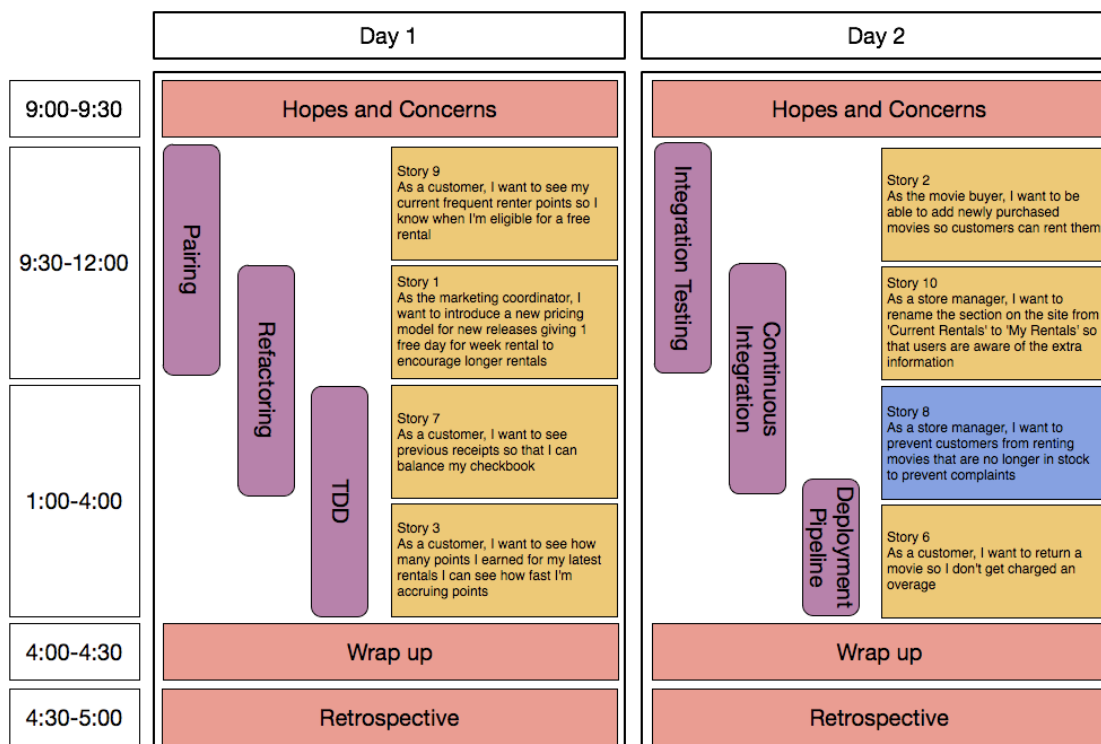 Day 1
Day 2
9:00-9:30
Hopes and Concerns
Hopes and Concerns
9:30-12:00
Pairing
Refactoring
Story 9
As a customer, I want to see my
current frequent renter points so I
know when I'm eligible for a free
rental
Story 1
As the marketing coordinator, I
want to introduce a new pricing
model for new releases giving 1
free day for week rental to
encourage longer rentals
Integration Testing
Continuous
Integration
Story 2
As the movie buyer, I want to be
able to add newly purchased
movies so customers can rent them
Story 10
As a store manager, I want to
rename the section on the site from
'Current Rentals' to 'My Rentals' so
that users are aware of the extra
information
1:00-4:00
TDD
Story 7
As a customer, I want to see
previous receipts so that I can
balance my checkbook
Story 3
As a customer, I want to see how
many points I earned for my latest
rentals I can see how fast I'm
accruing points
Deployment
Pipeline
Story 8
As a store manager, I want to
prevent customers from renting
movies that are no longer in stock
to prevent complaints
Story 6
As a customer, I want to return a
movie so I don't get charged an
overage
4:00-4:30
Wrap up
Wrap up
4:30-5:00
Retrospective
Retrospective